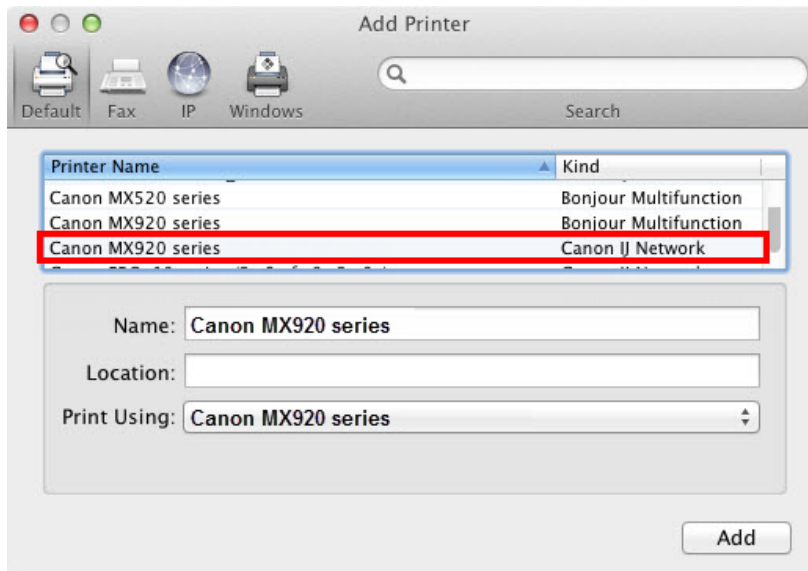 Add Printer
Default Fax IP Windows Search
Printer Name Kind
Canon MX520 series Bonjour Multifunction
Canon MX920 series Bonjour Multifunction
Canon MX920 series Canon IJ Network
Name: Canon MX920 series
Location:
Print Using: Canon MX920 series
Add